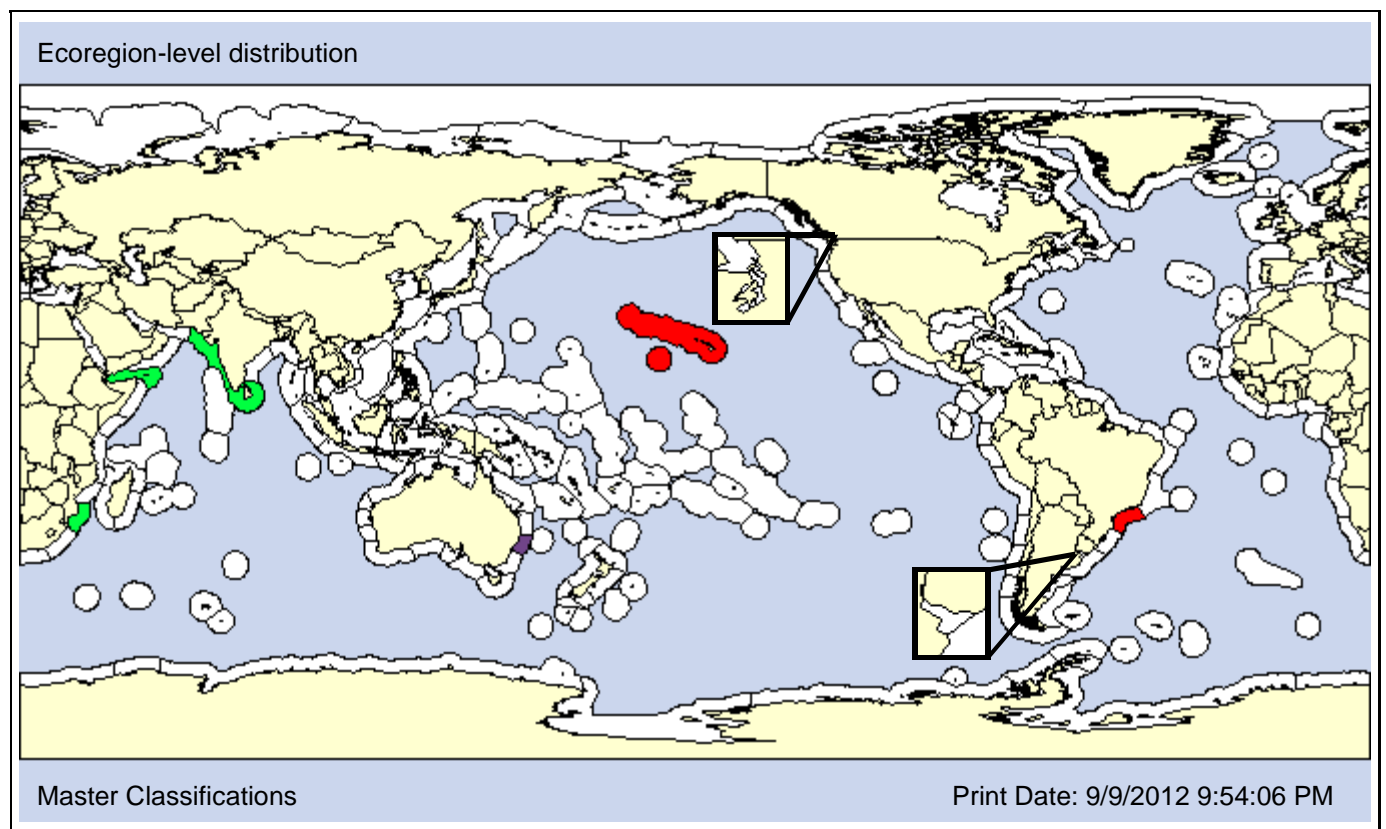 Ecoregion-level distribution
Master Classifications
Print Date: 9/9/2012 9:54:06 PM